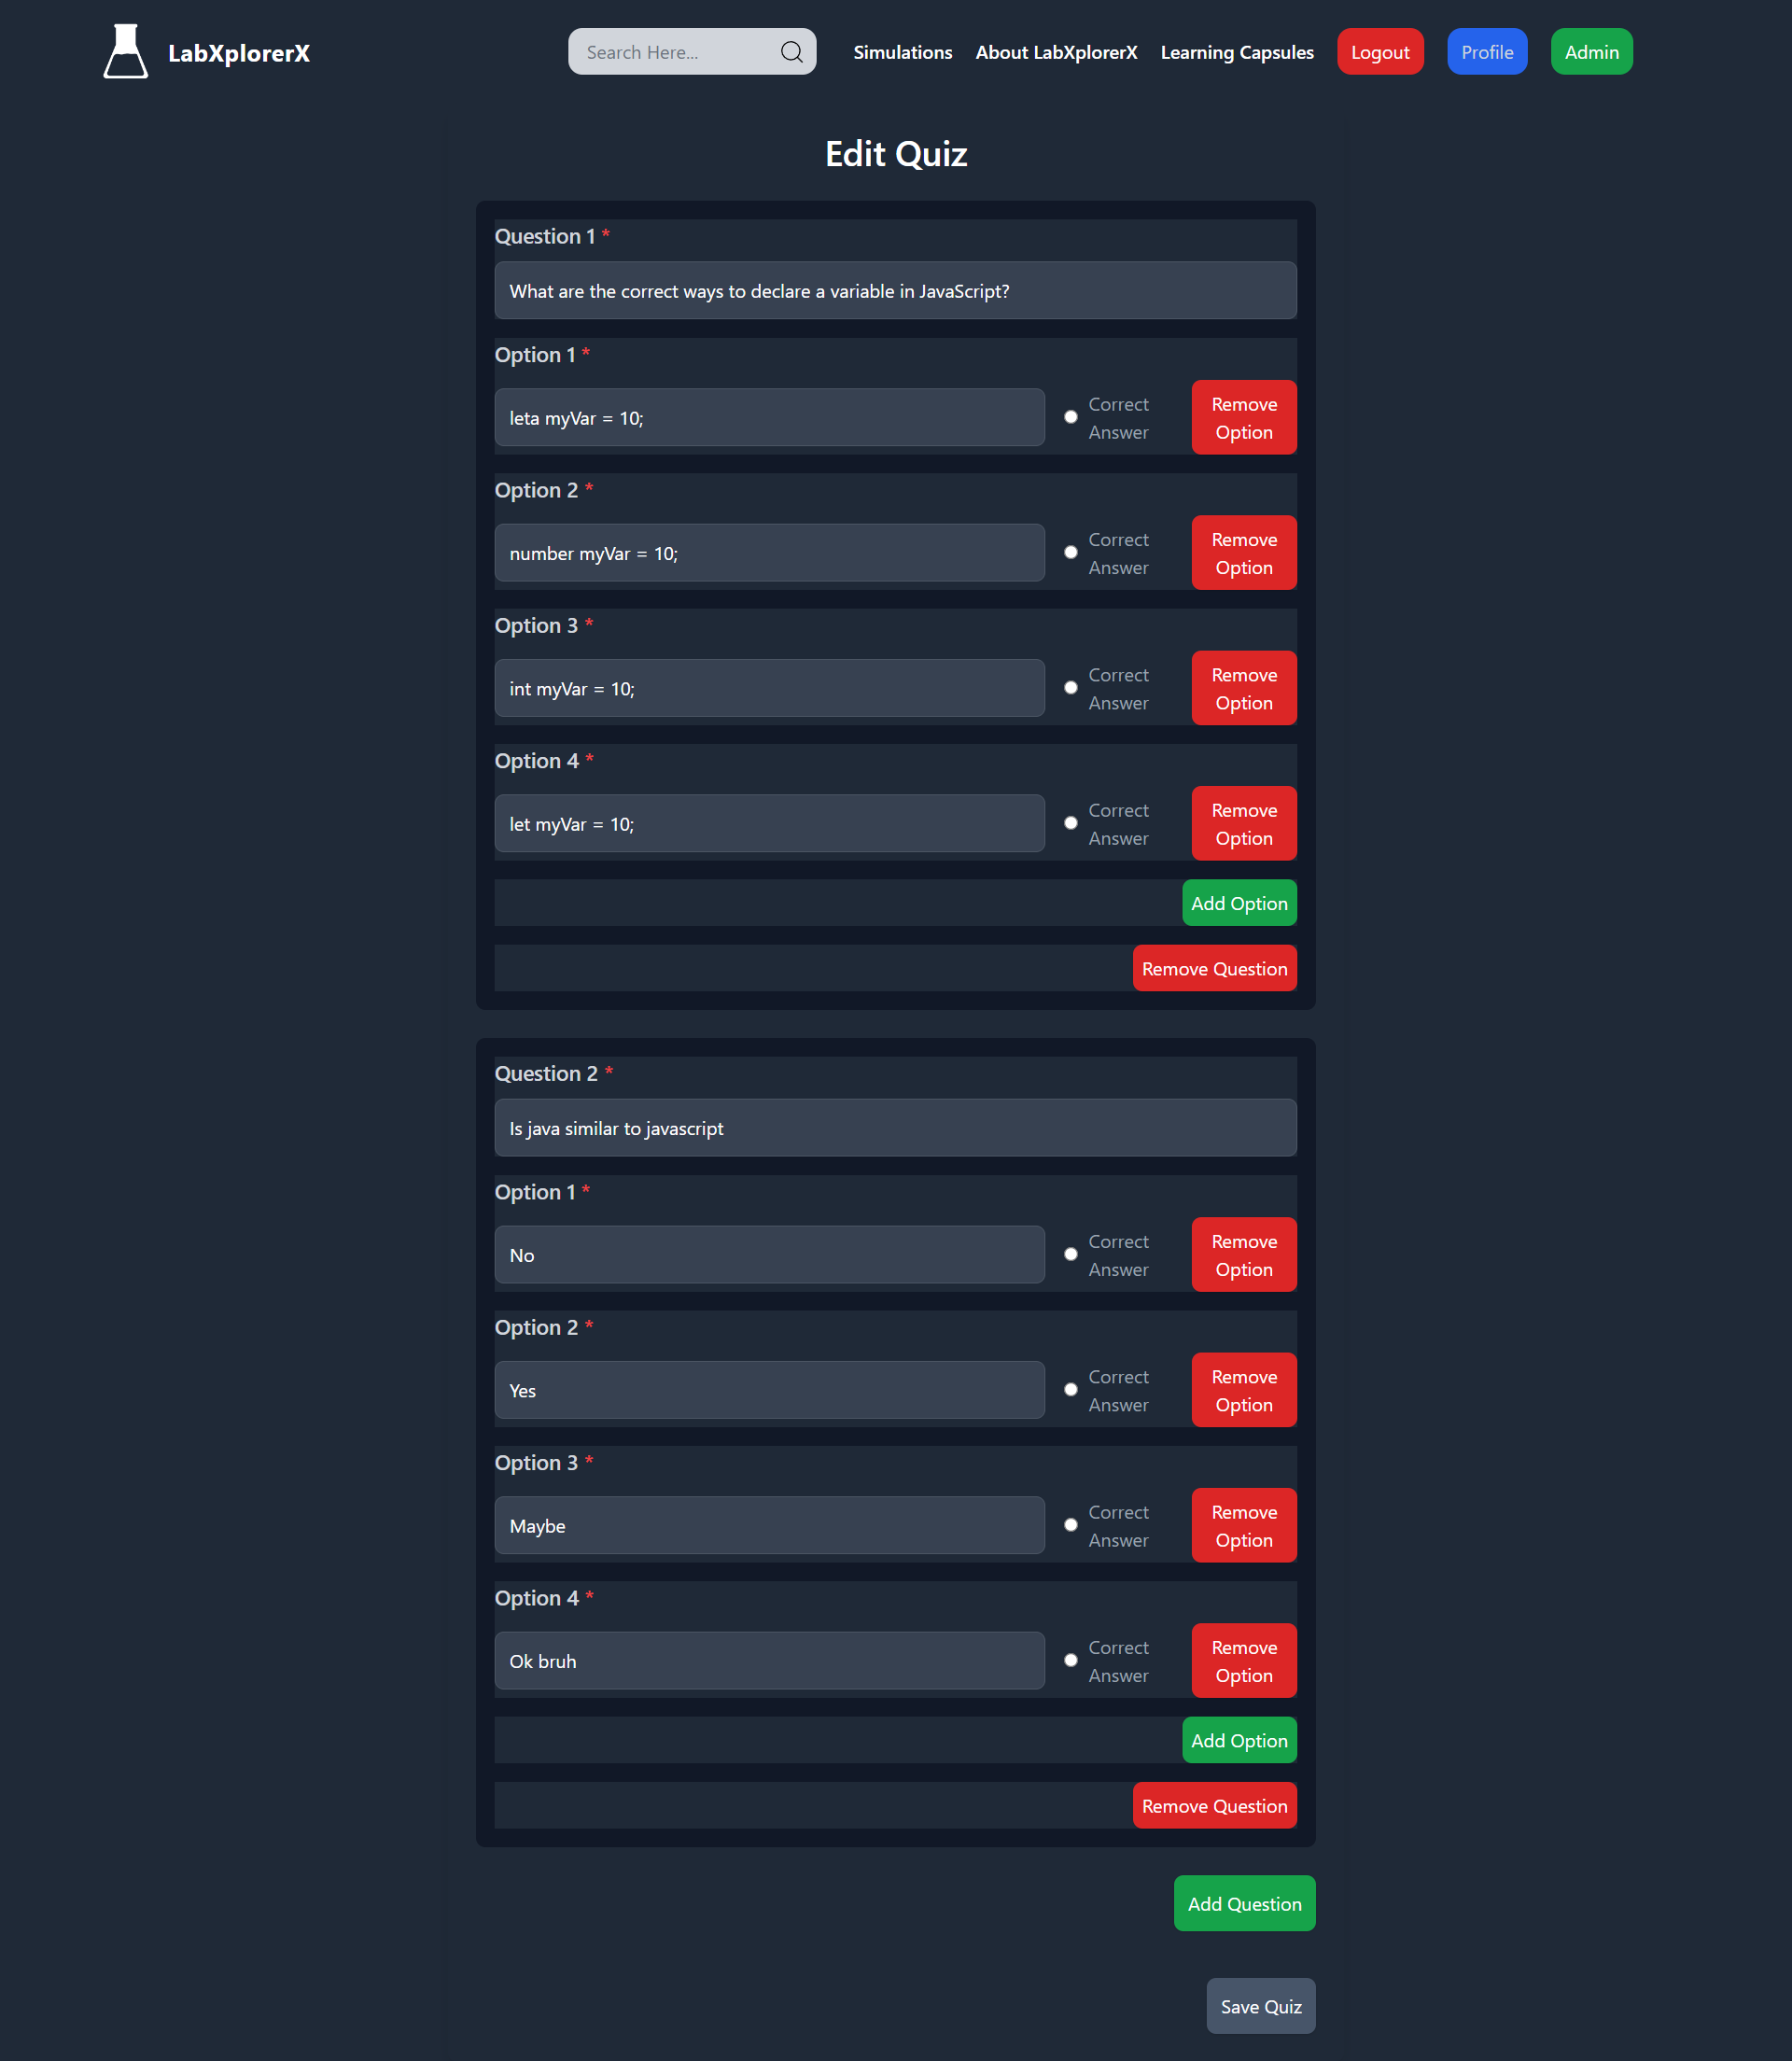 LabXplorerX
Search Here...
Simulations
About LabXplorerX
Learning Capsules
Logout
Profile
Admin
Edit Quiz
Question 1 *
What are the correct ways to declare a variable in JavaScript?
Option 1 *
leta myVar = 10;
Correct
Answer
Remove
Option
Option 2 *
number myVar = 10;
Correct
Answer
Remove
Option
Option 3 *
int myVar = 10;
Correct
Answer
Remove
Option
Option 4 *
let myVar = 10;
Correct
Answer
Remove
Option
Add Option
Remove Question
Question 2 *
Is java similar to javascript
Option 1 *
No
Correct
Answer
Remove
Option
Option 2 *
Yes
Correct
Answer
Remove
Option
Option 3 *
Maybe
Correct
Answer
Remove
Option
Option 4 *
Ok bruh
Correct
Answer
Remove
Option
Add Option
Remove Question
Add Question
Save Quiz